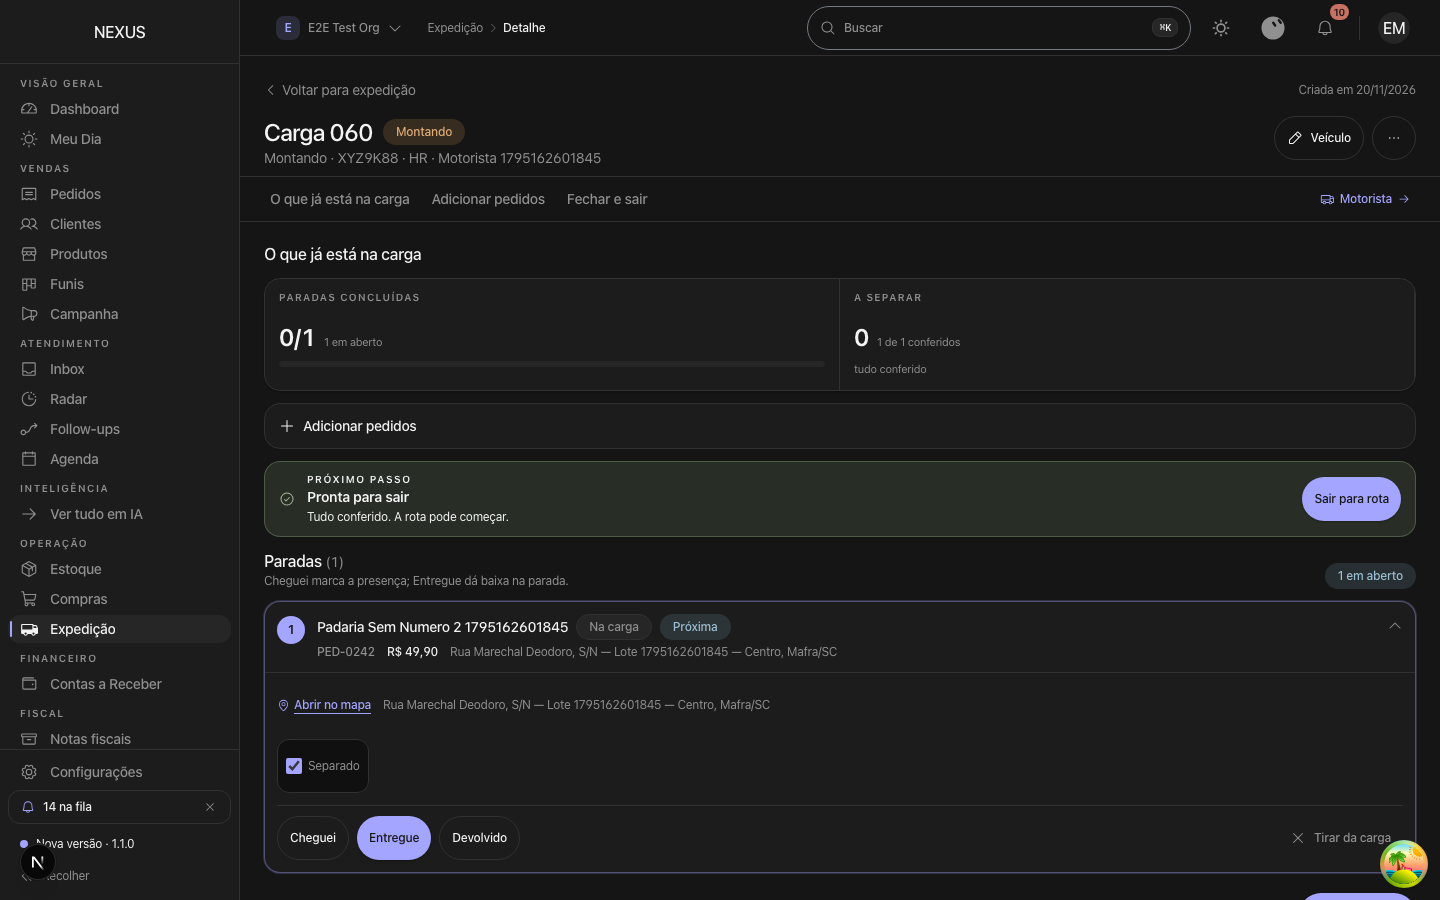 NEXUS
VISÃO GERAL
Dashboard
Meu Dia
VENDAS
Pedidos
Clientes
Produtos
Funis
Campanha
ATENDIMENTO
Inbox
Radar
Follow-ups
Agenda
INTELIGÊNCIA
Ver tudo em IA
OPERAÇÃO
Estoque
Compras
Expedição
FINANCEIRO
Contas a Receber
FISCAL
Notas fiscais
Configurações
14 na fila
Nova versão · 1.1.0
N
E E2E Test Org
Expedição Detalhe
Buscar ⌘K
10
EM
Voltar para expedição
Criada em 20/11/2026
Carga 060 Montando
Montando · XYZ9K88 · HR · Motorista 1795162601845
Veículo ···
O que já está na carga Adicionar pedidos Fechar e sair
Motorista →
O que já está na carga
PARADAS CONCLUÍDAS
0/1 1 em aberto
A SEPARAR
0 1 de 1 conferidos
tudo conferido
Adicionar pedidos
PRÓXIMO PASSO
Pronta para sair
Tudo conferido. A rota pode começar.
Sair para rota
Paradas (1)
Cheguei marca a presença; Entregue dá baixa na parada.
1 em aberto
1 Padaria Sem Numero 2 1795162601845 Na carga Próxima
PED-0242 R$ 49,90 Rua Marechal Deodoro, S/N — Lote 1795162601845 — Centro, Mafra/SC
Abrir no mapa Rua Marechal Deodoro, S/N — Lote 1795162601845 — Centro, Mafra/SC
Separado
Cheguei Entregue Devolvido
Tirar da carga